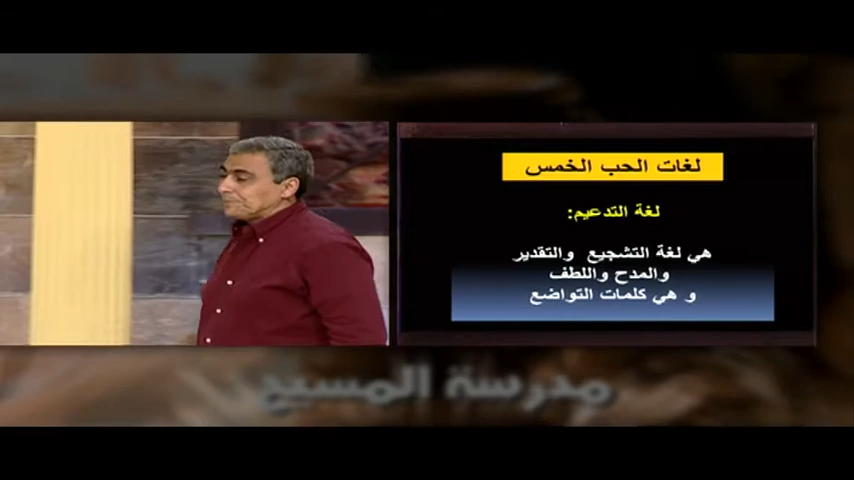 لغات الحب الخمس
لغة التدعيم:
هي لغة التشجيع والتقدير
والمدح واللطف
و هي كلمات التواضع
مدرسة المسيح